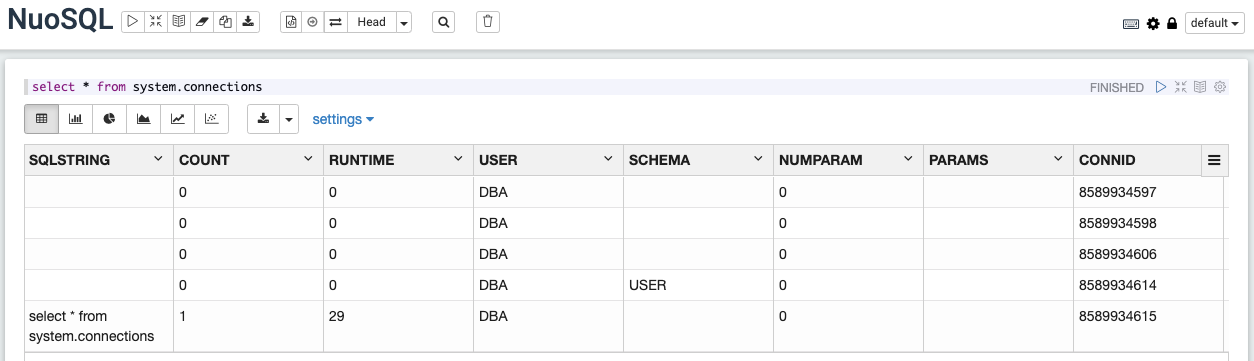 NuoSQL Head default
select * from system.connections FINISHED
settings
SQLSTRING COUNT RUNTIME USER SCHEMA NUMPARAM PARAMS CONNID
0 0 DBA 0 8589934597
0 0 DBA 0 8589934598
0 0 DBA 0 8589934606
0 0 DBA USER 0 8589934614
select * from 1 29 DBA 0 8589934615
system.connections